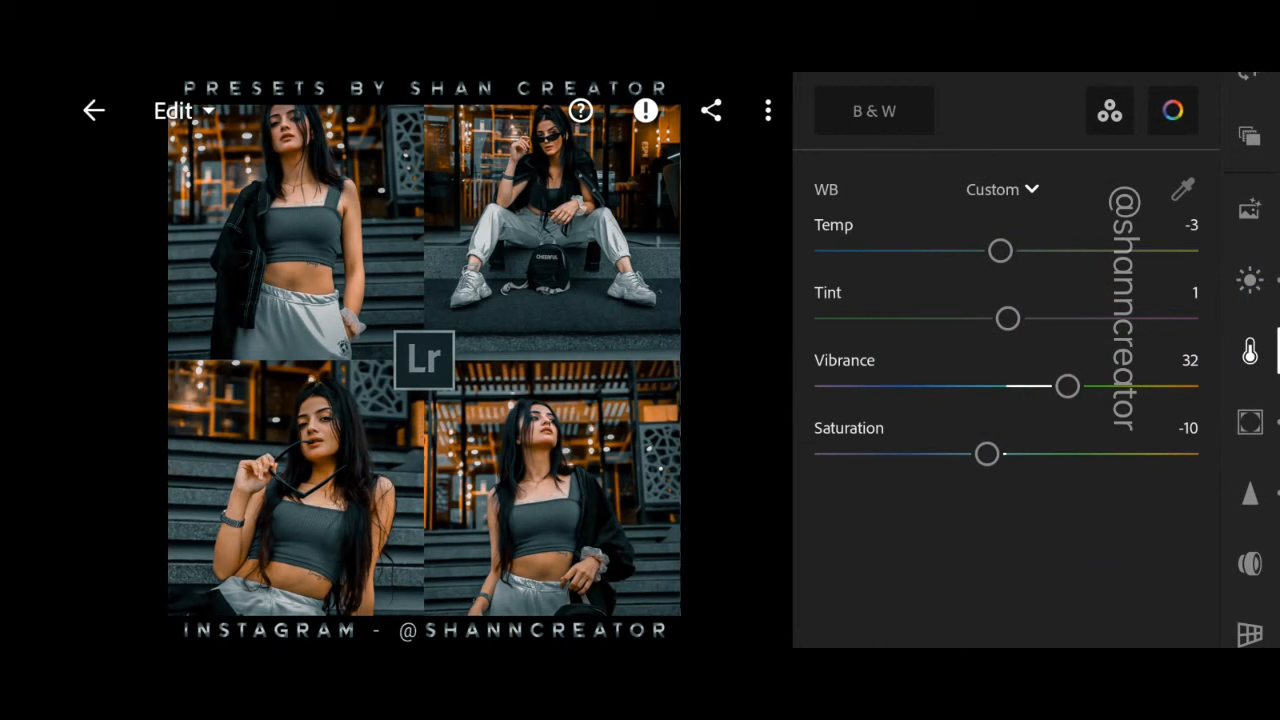 PRESETS BY SHAN CREATOR
Edit
Lr
CHEERFUL
INSTAGRAM - @SHANNCREATOR
B & W
WB
Custom
Temp
-3
Tint
1
Vibrance
32
Saturation
-10
@shanncreator